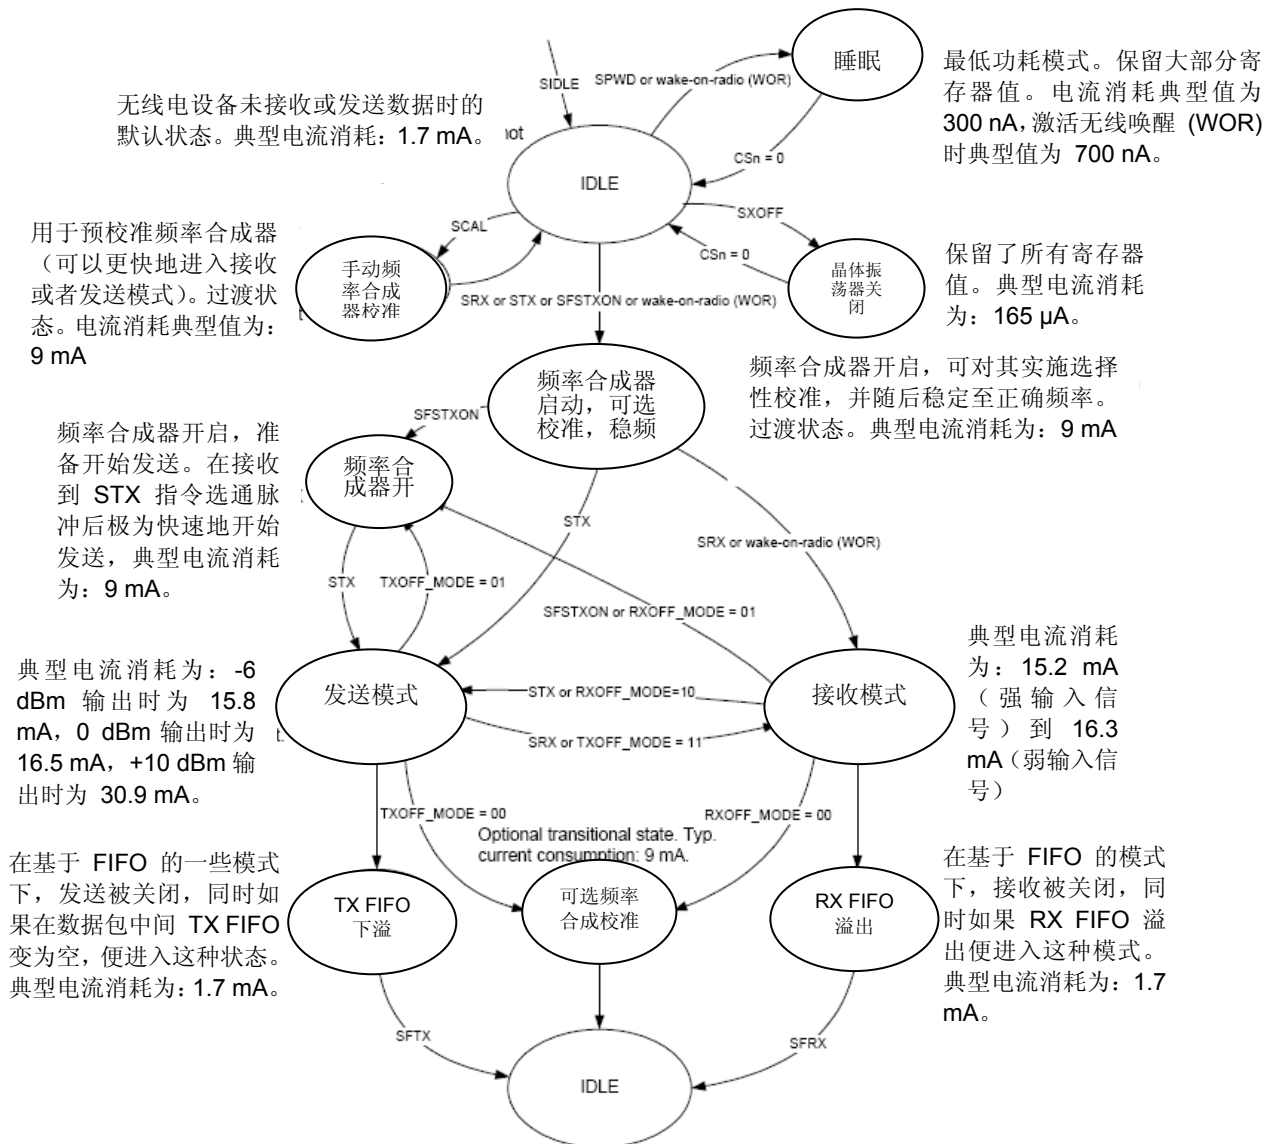 睡眠
最低功耗模式。保留大部分寄
存器值。电流消耗典型值为
300 nA,激活无线唤醒 (WOR)
时典型值为 700 nA。
SPWD or wake-on-radio (WOR)
SIDLE
CSn = 0
无线电设备未接收或发送数据时的
默认状态。典型电流消耗: 1.7 mA。
not
IDLE
SCAL
SXOFF
CSn = 0
用于预校准频率合成器
(可以更快地进入接收
或者发送模式)。过渡状
态。电流消耗典型值为:
9 mA
手动频
率合成
器校准
SRX or STX or SFSTXON or wake-on-radio (WOR)
晶体振
荡器关
闭
保留了所有寄存器
值。典型电流消耗
为: 165 µA。
频率合成器
启动，可选
校准，稳频
频率合成器开启，可对其实施选择
性校准，并随后稳定至正确频率。
过渡状态。典型电流消耗为: 9 mA
SFSTXON
频率合成器开启，准
备开始发送。在接收
到 STX 指令选通脉
冲后极为快速地开始
发送，典型电流消耗
为: 9 mA。
频率合
成器开
STX
SRX or wake-on-radio (WOR)
STX
TXOFF_MODE = 01
SFSTXON or RXOFF_MODE = 01
典型电流消耗为: -6
dBm 输出时为 15.8
mA，0 dBm 输出时为
16.5 mA，+10 dBm 输
出时为 30.9 mA。
发送模式
STX or RXOFF_MODE=10
SRX or TXOFF_MODE = 11
接收模式
典型电流消耗
为: 15.2 mA
(强输入信
号) 到 16.3
mA(弱输入信
号)
TXOFF_MODE = 00
RXOFF_MODE = 00
Optional transitional state. Typ.
current consumption: 9 mA.
在基于 FIFO 的一些模式
下，发送被关闭，同时如
果在数据包中间 TX FIFO
变为空，便进入这种状态。
典型电流消耗为: 1.7 mA。
TX FIFO
下溢
可选频率
合成校准
RX FIFO
溢出
在基于 FIFO 的模式
下，接收被关闭，同
时如果 RX FIFO 溢
出便进入这种模式。
典型电流消耗为: 1.7
mA。
SFTX
SFRX
IDLE